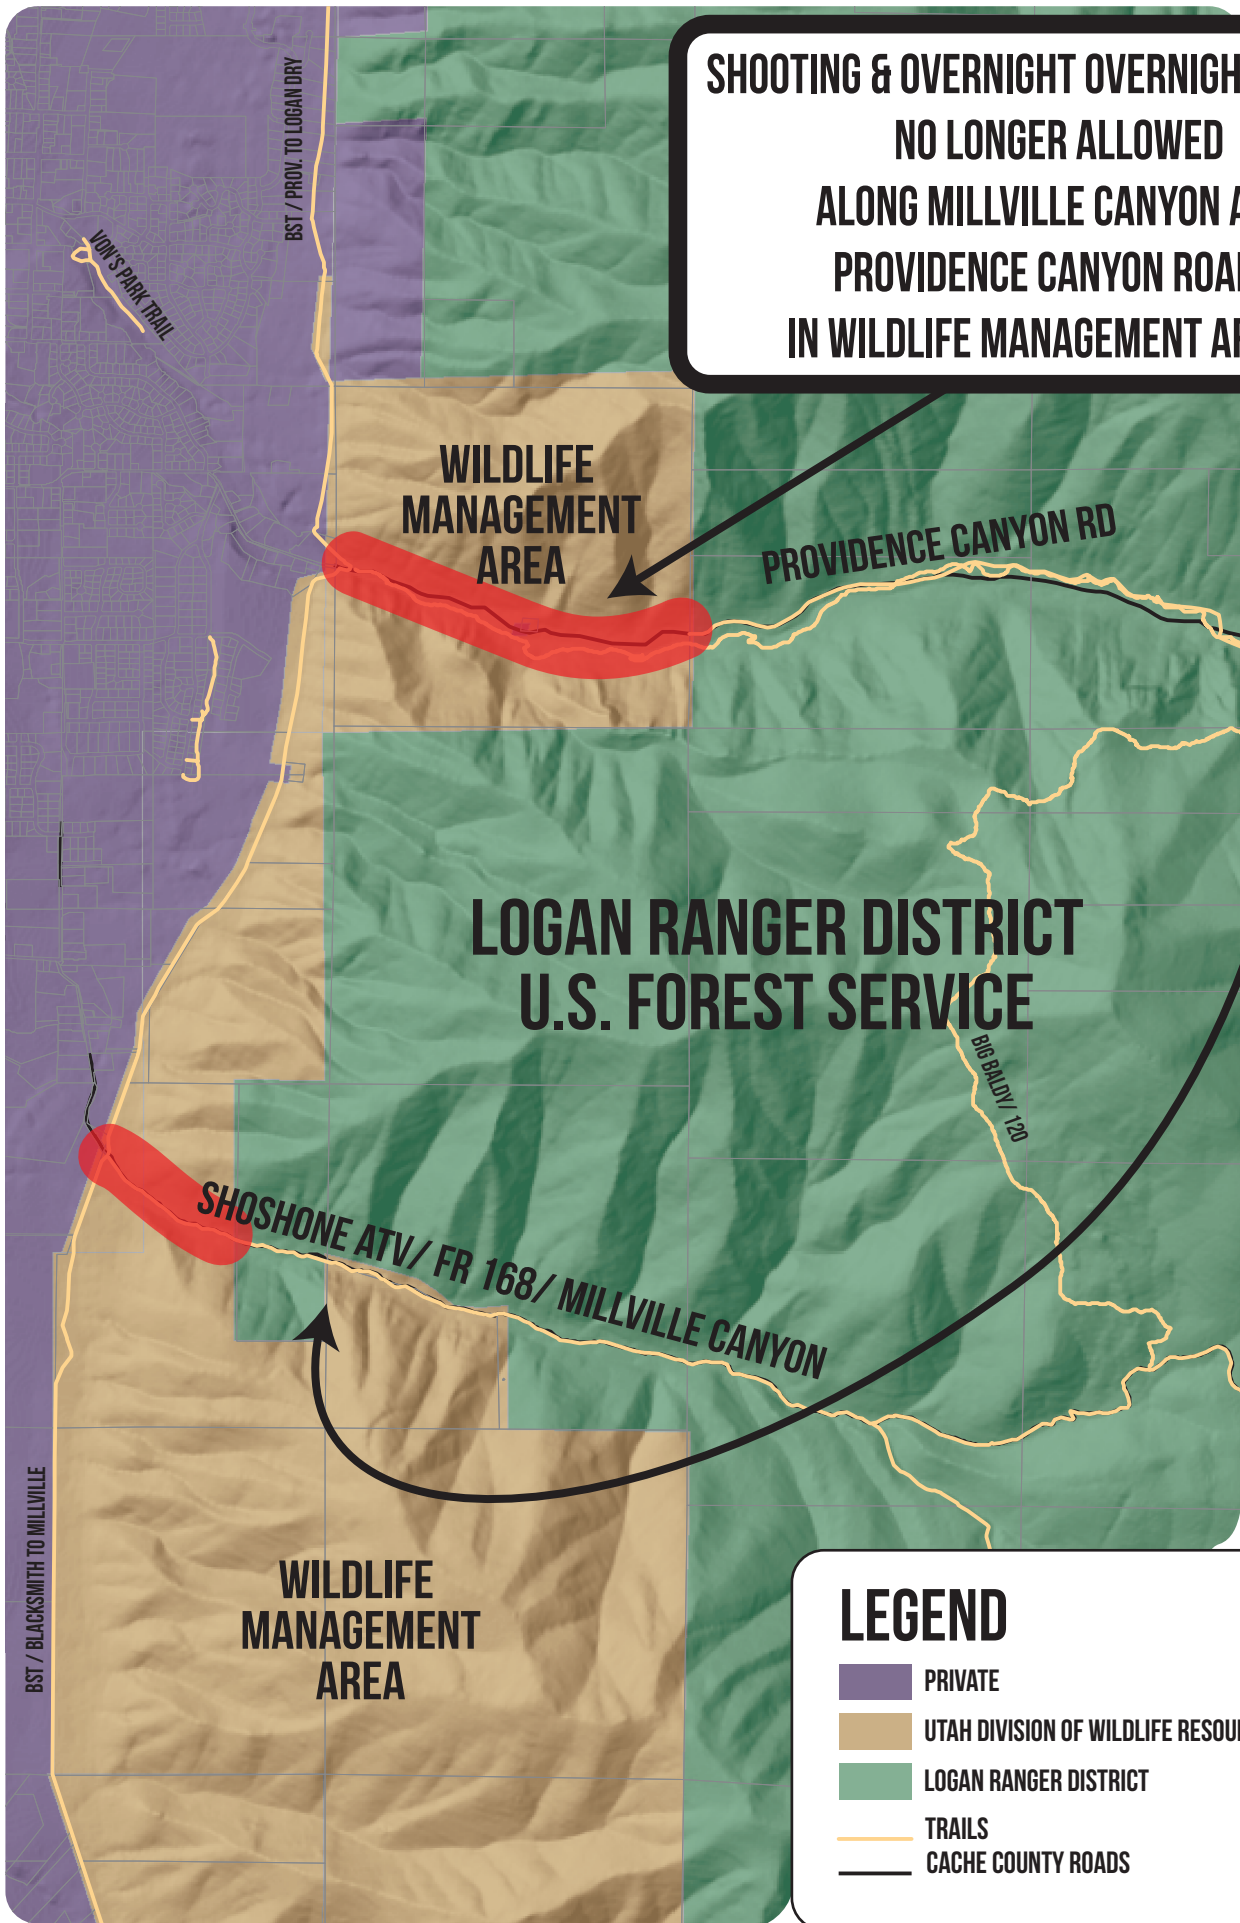 SHOOTING & OVERNIGHT OVERNIGH
NO LONGER ALLOWED
ALONG MILLVILLE CANYON A
PROVIDENCE CANYON ROA
IN WILDLIFE MANAGEMENT AR
BST / PROV. TO LOGAN DRY
VON'S PARK TRAIL
WILDLIFE
MANAGEMENT
AREA
PROVIDENCE CANYON RD
LOGAN RANGER DISTRICT
U.S. FOREST SERVICE
BIG BALDY/ 120
SHOSHONE ATV/ FR 168/ MILLVILLE CANYON
BST / BLACKSMITH TO MILLVILLE
WILDLIFE
MANAGEMENT
AREA
LEGEND
PRIVATE
UTAH DIVISION OF WILDLIFE RESOU
LOGAN RANGER DISTRICT
TRAILS
CACHE COUNTY ROADS